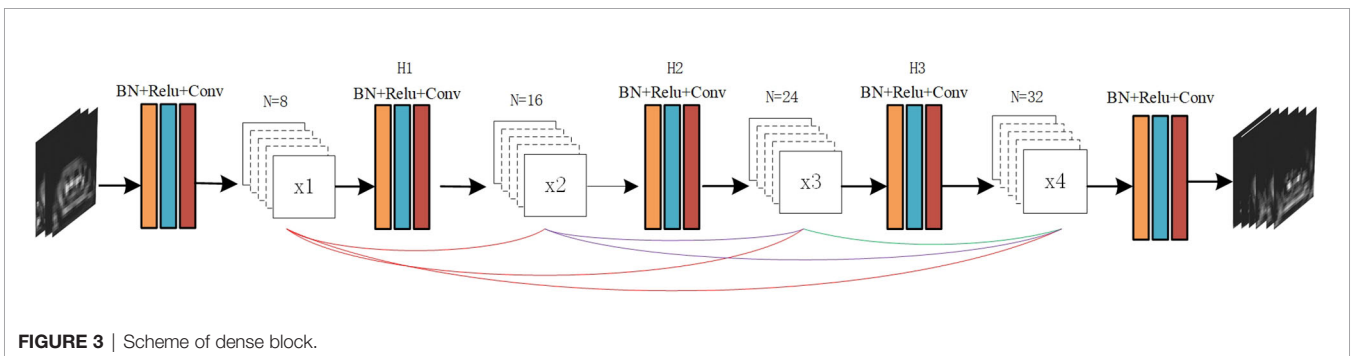 H1
H2
H3
BN+Relu+Conv
N=8
BN+Relu+Conv
N=16
BN+Relu+Conv
N=24
BN+Relu+Conv
N=32
BN+Relu+Conv
x1
x2
x3
x4
FIGURE 3 | Scheme of dense block.